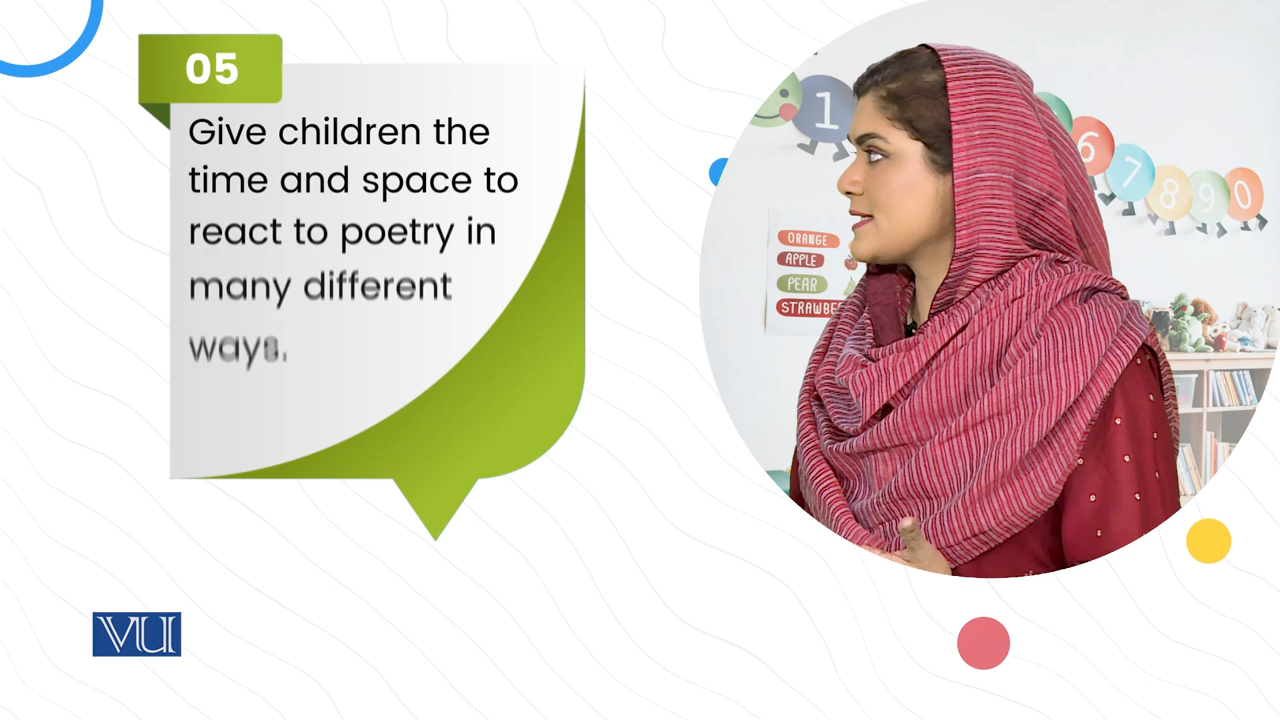 05
Give children the
time and space to
react to poetry in
many different
ways.
1
6
7
8
9
0
ORANGE
APPLE
PEAR
STRAWBE
VU